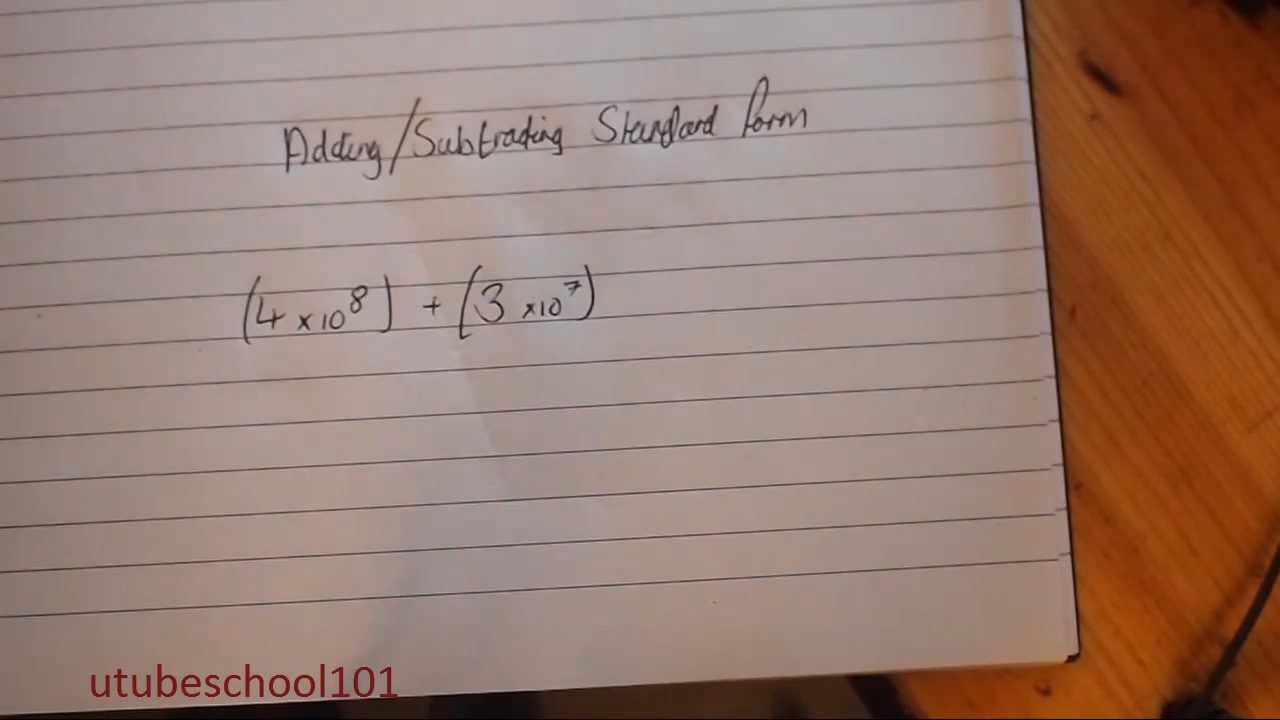 Adding/Subtracting Standard Form
(4 ×10⁸) + (3 ×10⁷)
utubeschool101